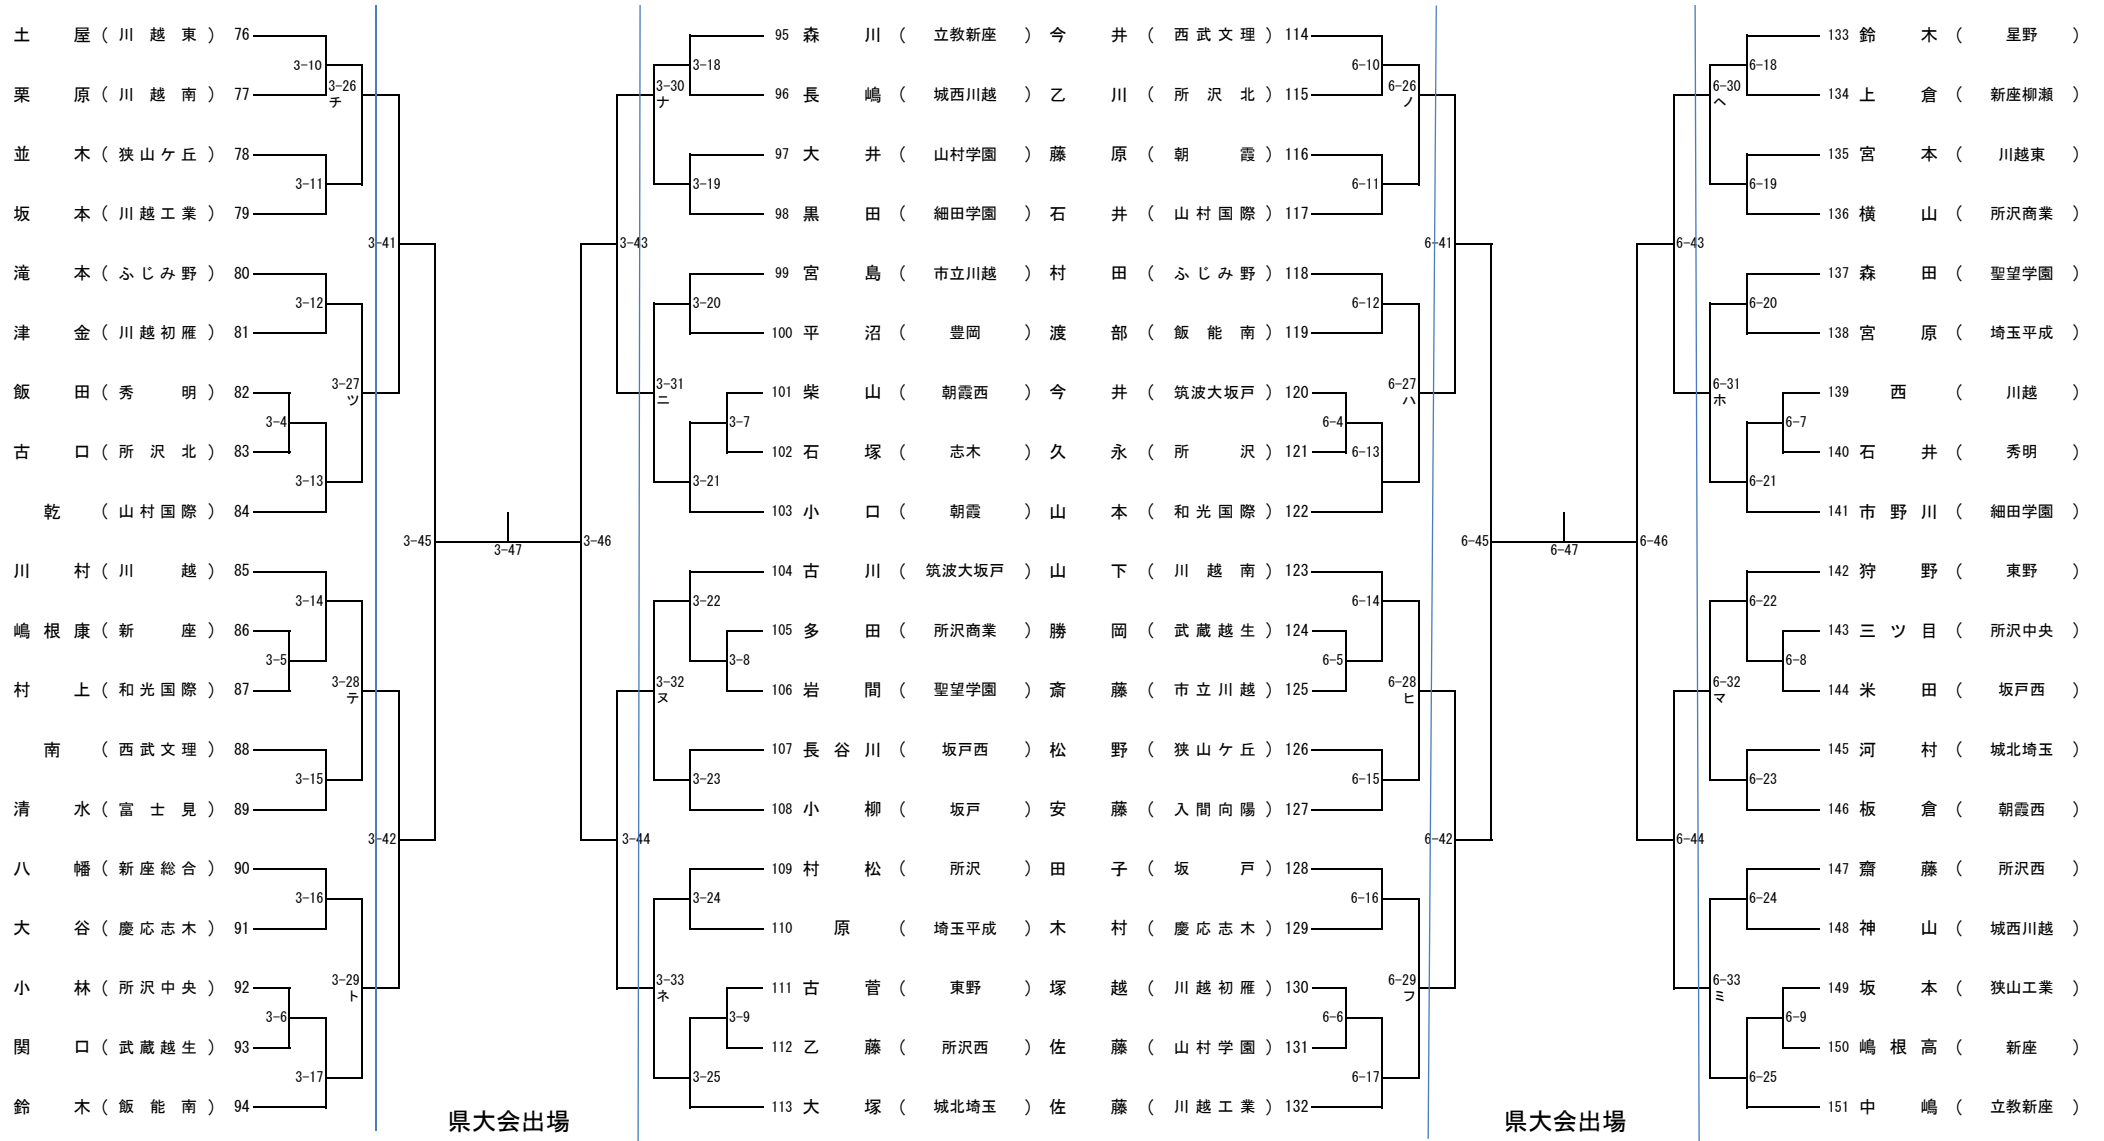 土屋(川越東) 76
3-10
3-26
チ
栗原(川越南) 77
並木(狭山ケ丘) 78
3-11
坂本(川越工業) 79
3-41
滝本(ふじみ野) 80
3-12
津金(川越初雁) 81
3-27
ツ
飯田(秀明) 82
3-4
古口(所沢北) 83
3-13
乾(山村国際) 84
3-45
川村(川越) 85
3-14
嶋根康(新座) 86
3-5
3-28
テ
村上(和光国際) 87
南(西武文理) 88
3-15
清水(富士見) 89
3-42
八幡(新座総合) 90
3-16
大谷(慶応志木) 91
3-29
ト
小林(所沢中央) 92
3-6
関口(武蔵越生) 93
3-17
鈴木(飯能南) 94
3-47
県大会出場
95 森川(立教新座)
3-18
3-30
ナ
96 長嶋(城西川越)
97 大井(山村学園)
3-19
98 黒田(細田学園)
3-43
99 宮島(市立川越)
3-20
100 平沼(豊岡)
3-31
ニ
101 柴山(朝霞西)
3-7
102 石塚(志木)
3-21
103 小口(朝霞)
3-46
104 古川(筑波大坂戸)
3-22
105 多田(所沢商業)
3-8
3-32
ヌ
106 岩間(聖望学園)
107 長谷川(坂戸西)
3-23
108 小柳(坂戸)
3-44
109 村松(所沢)
3-24
110 原(埼玉平成)
3-33
ネ
111 古菅(東野)
3-9
112 乙藤(所沢西)
3-25
113 大塚(城北埼玉)
今井(西武文理) 114
6-10
6-26
ノ
乙川(所沢北) 115
藤原(朝霞) 116
6-11
石井(山村国際) 117
6-41
村田(ふじみ野) 118
6-12
渡部(飯能南) 119
6-27
ハ
今井(筑波大坂戸) 120
6-4
久永(所沢) 121
6-13
山本(和光国際) 122
6-45
山下(川越南) 123
6-14
勝岡(武蔵越生) 124
6-5
6-28
ヒ
斎藤(市立川越) 125
松野(狭山ケ丘) 126
6-15
安藤(入間向陽) 127
6-42
田子(坂戸) 128
6-16
木村(慶応志木) 129
6-29
フ
塚越(川越初雁) 130
6-6
佐藤(山村学園) 131
6-17
佐藤(川越工業) 132
6-47
県大会出場
133 鈴木(星野)
6-18
6-30
ヘ
134 上倉(新座柳瀬)
135 宮本(川越東)
6-19
136 横山(所沢商業)
6-43
137 森田(聖望学園)
6-20
138 宮原(埼玉平成)
6-31
ホ
139 西(川越)
6-7
140 石井(秀明)
6-21
141 市野川(細田学園)
6-46
142 狩野(東野)
6-22
143 三ツ目(所沢中央)
6-8
6-32
マ
144 米田(坂戸西)
145 河村(城北埼玉)
6-23
146 板倉(朝霞西)
6-44
147 齋藤(所沢西)
6-24
148 神山(城西川越)
6-33
ミ
149 坂本(狭山工業)
6-9
150 嶋根高(新座)
6-25
151 中嶋(立教新座)